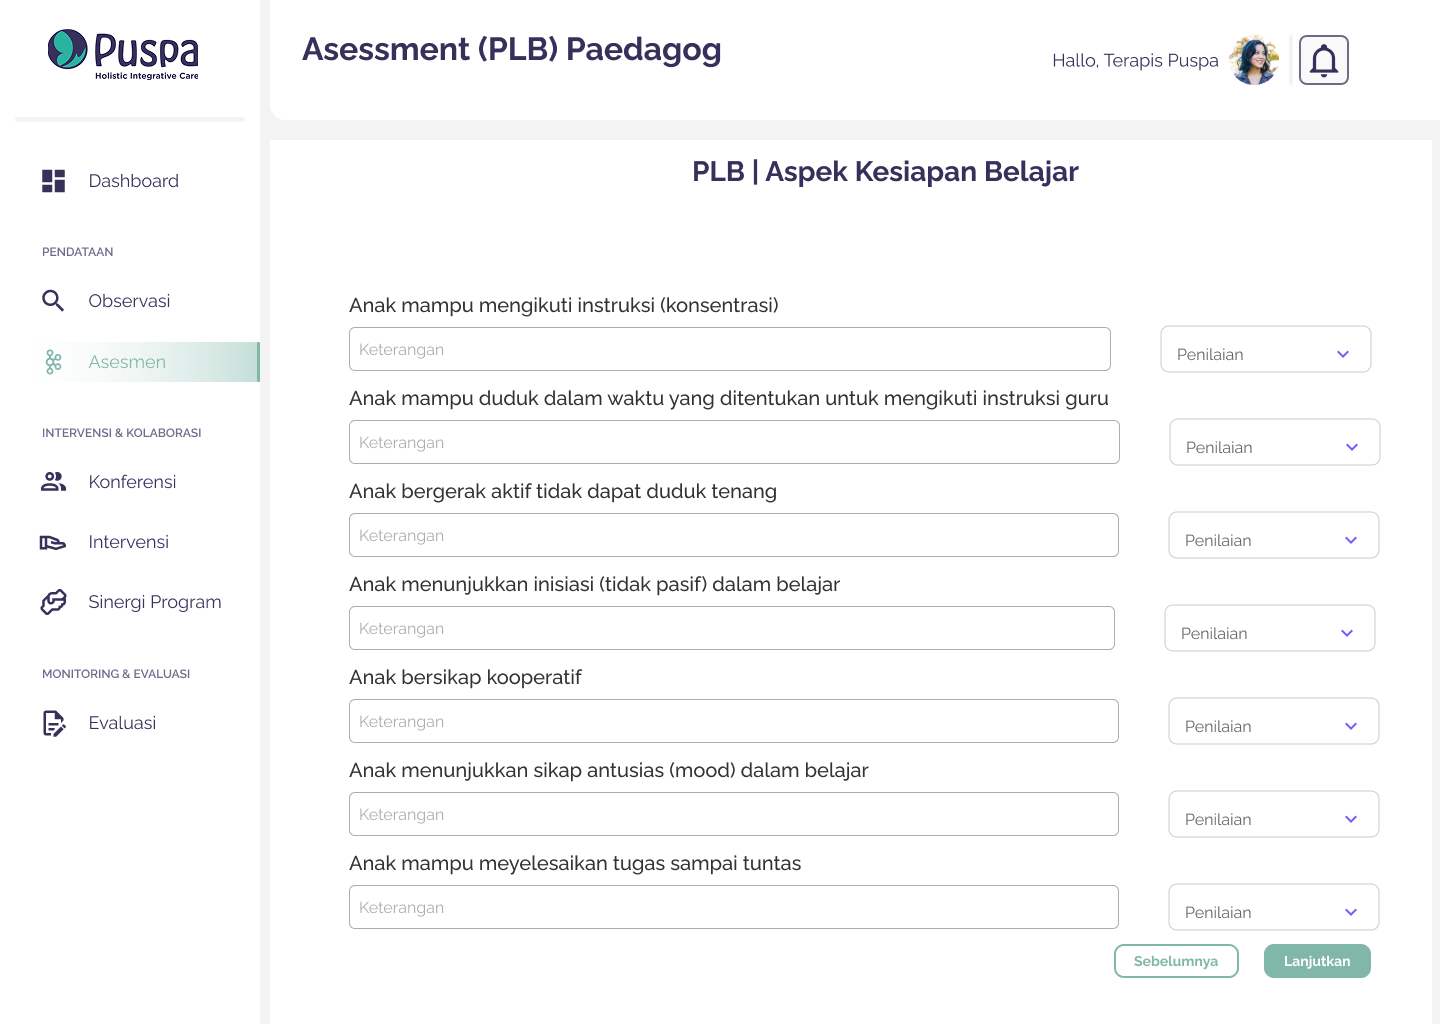 Puspa
Holistic Integrative Care
Asessment (PLB) Paedagog
Hallo, Terapis Puspa
Dashboard
PENDATAAN
Observasi
Asesmen
INTERVENSI & KOLABORASI
Konferensi
Intervensi
Sinergi Program
MONITORING & EVALUASI
Evaluasi
PLB | Aspek Kesiapan Belajar
Anak mampu mengikuti instruksi (konsentrasi)
Keterangan
Penilaian
Anak mampu duduk dalam waktu yang ditentukan untuk mengikuti instruksi guru
Keterangan
Penilaian
Anak bergerak aktif tidak dapat duduk tenang
Keterangan
Penilaian
Anak menunjukkan inisiasi (tidak pasif) dalam belajar
Keterangan
Penilaian
Anak bersikap kooperatif
Keterangan
Penilaian
Anak menunjukkan sikap antusias (mood) dalam belajar
Keterangan
Penilaian
Anak mampu meyelesaikan tugas sampai tuntas
Keterangan
Penilaian
Sebelumnya
Lanjutkan